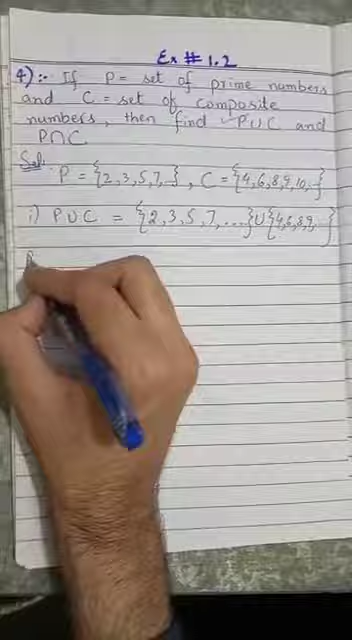 Ex # 1.2
4):- If P = set of prime numbers
and C = set of composite
numbers, then find P∪C and
P∩C
Sol:
P = {2,3,5,7,..}, C = {4,6,8,9,10,..}
i) P∪C = {2,3,5,7,....}∪{4,6,8,9,..}